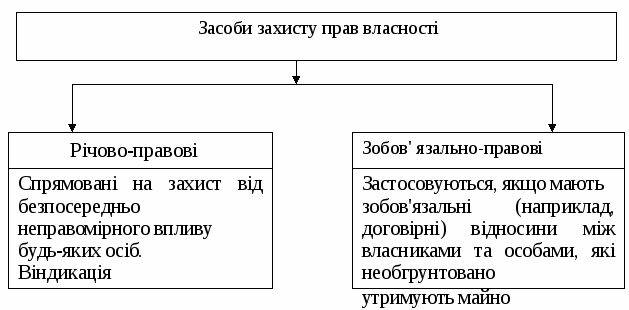 Засоби захисту прав власності
Річово-правові
Спрямовані на захист від
безпосередньо
неправомірного впливу
будь-яких осіб.
Віндикація
Зобов' язально-правові
Застосовуються, якщо мають
зобов'язальні (наприклад,
договірні) відносини між
власниками та особами, які
необгрунтовано
утримують майно